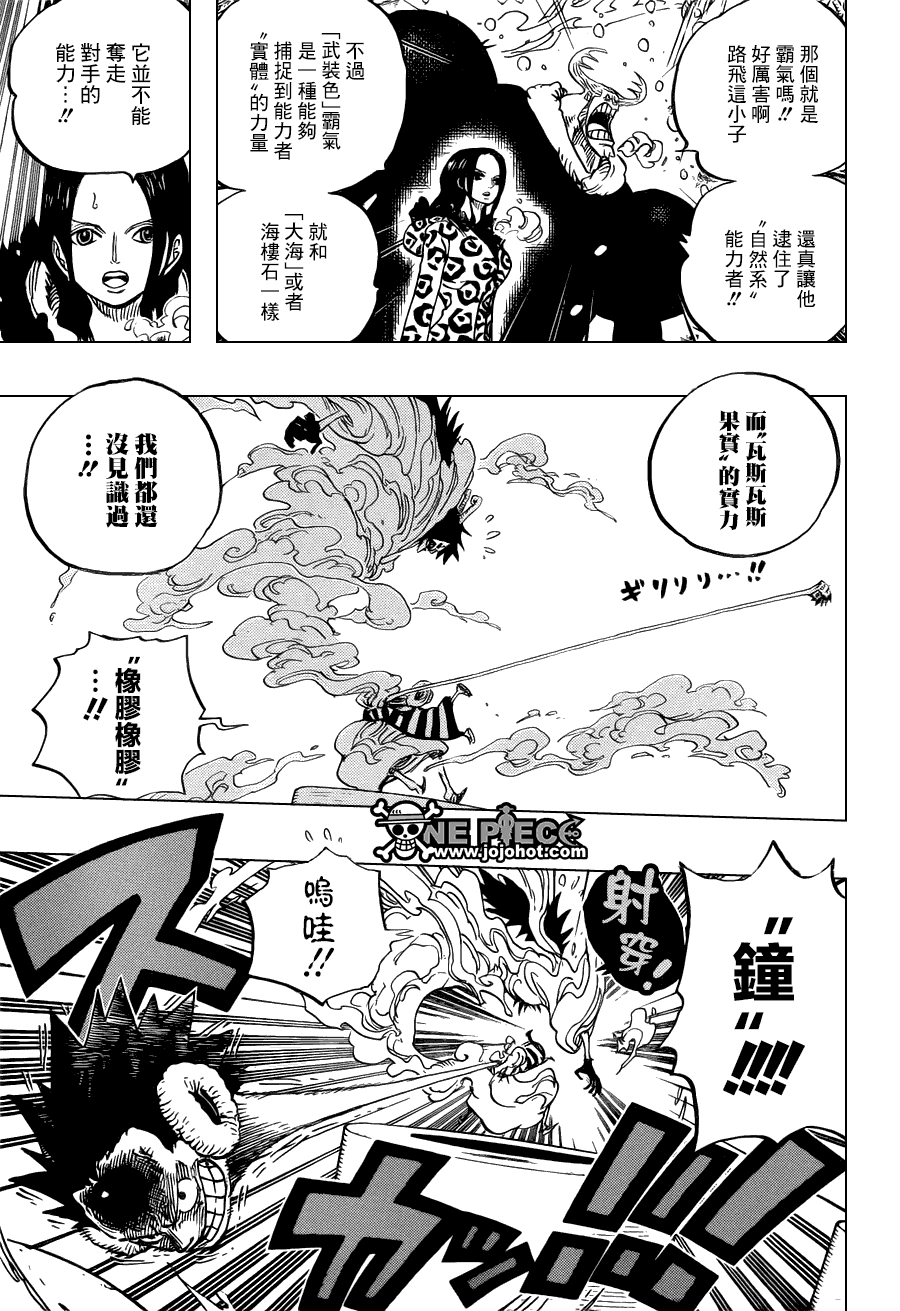 那個就是
霸氣嗎!!
好厲害啊
路飛這小子
還真讓他
逮住了
"自然系"
能力者!!
不過
「武裝色」霸氣
是一種能夠
捕捉到能力者
"實體"的力量
就和
「大海」或者
海樓石一樣
它並不能
奪走
對手的
能力…!!
而"瓦斯瓦斯
果實"的實力
ギリリリ…!!
我們都還
沒見識過
…!!
"橡膠橡膠"
…!!
ONE PIECE
www.jojohot.com
"鐘"!!!!
射穿!
嗚哇!!
スカッ!!!